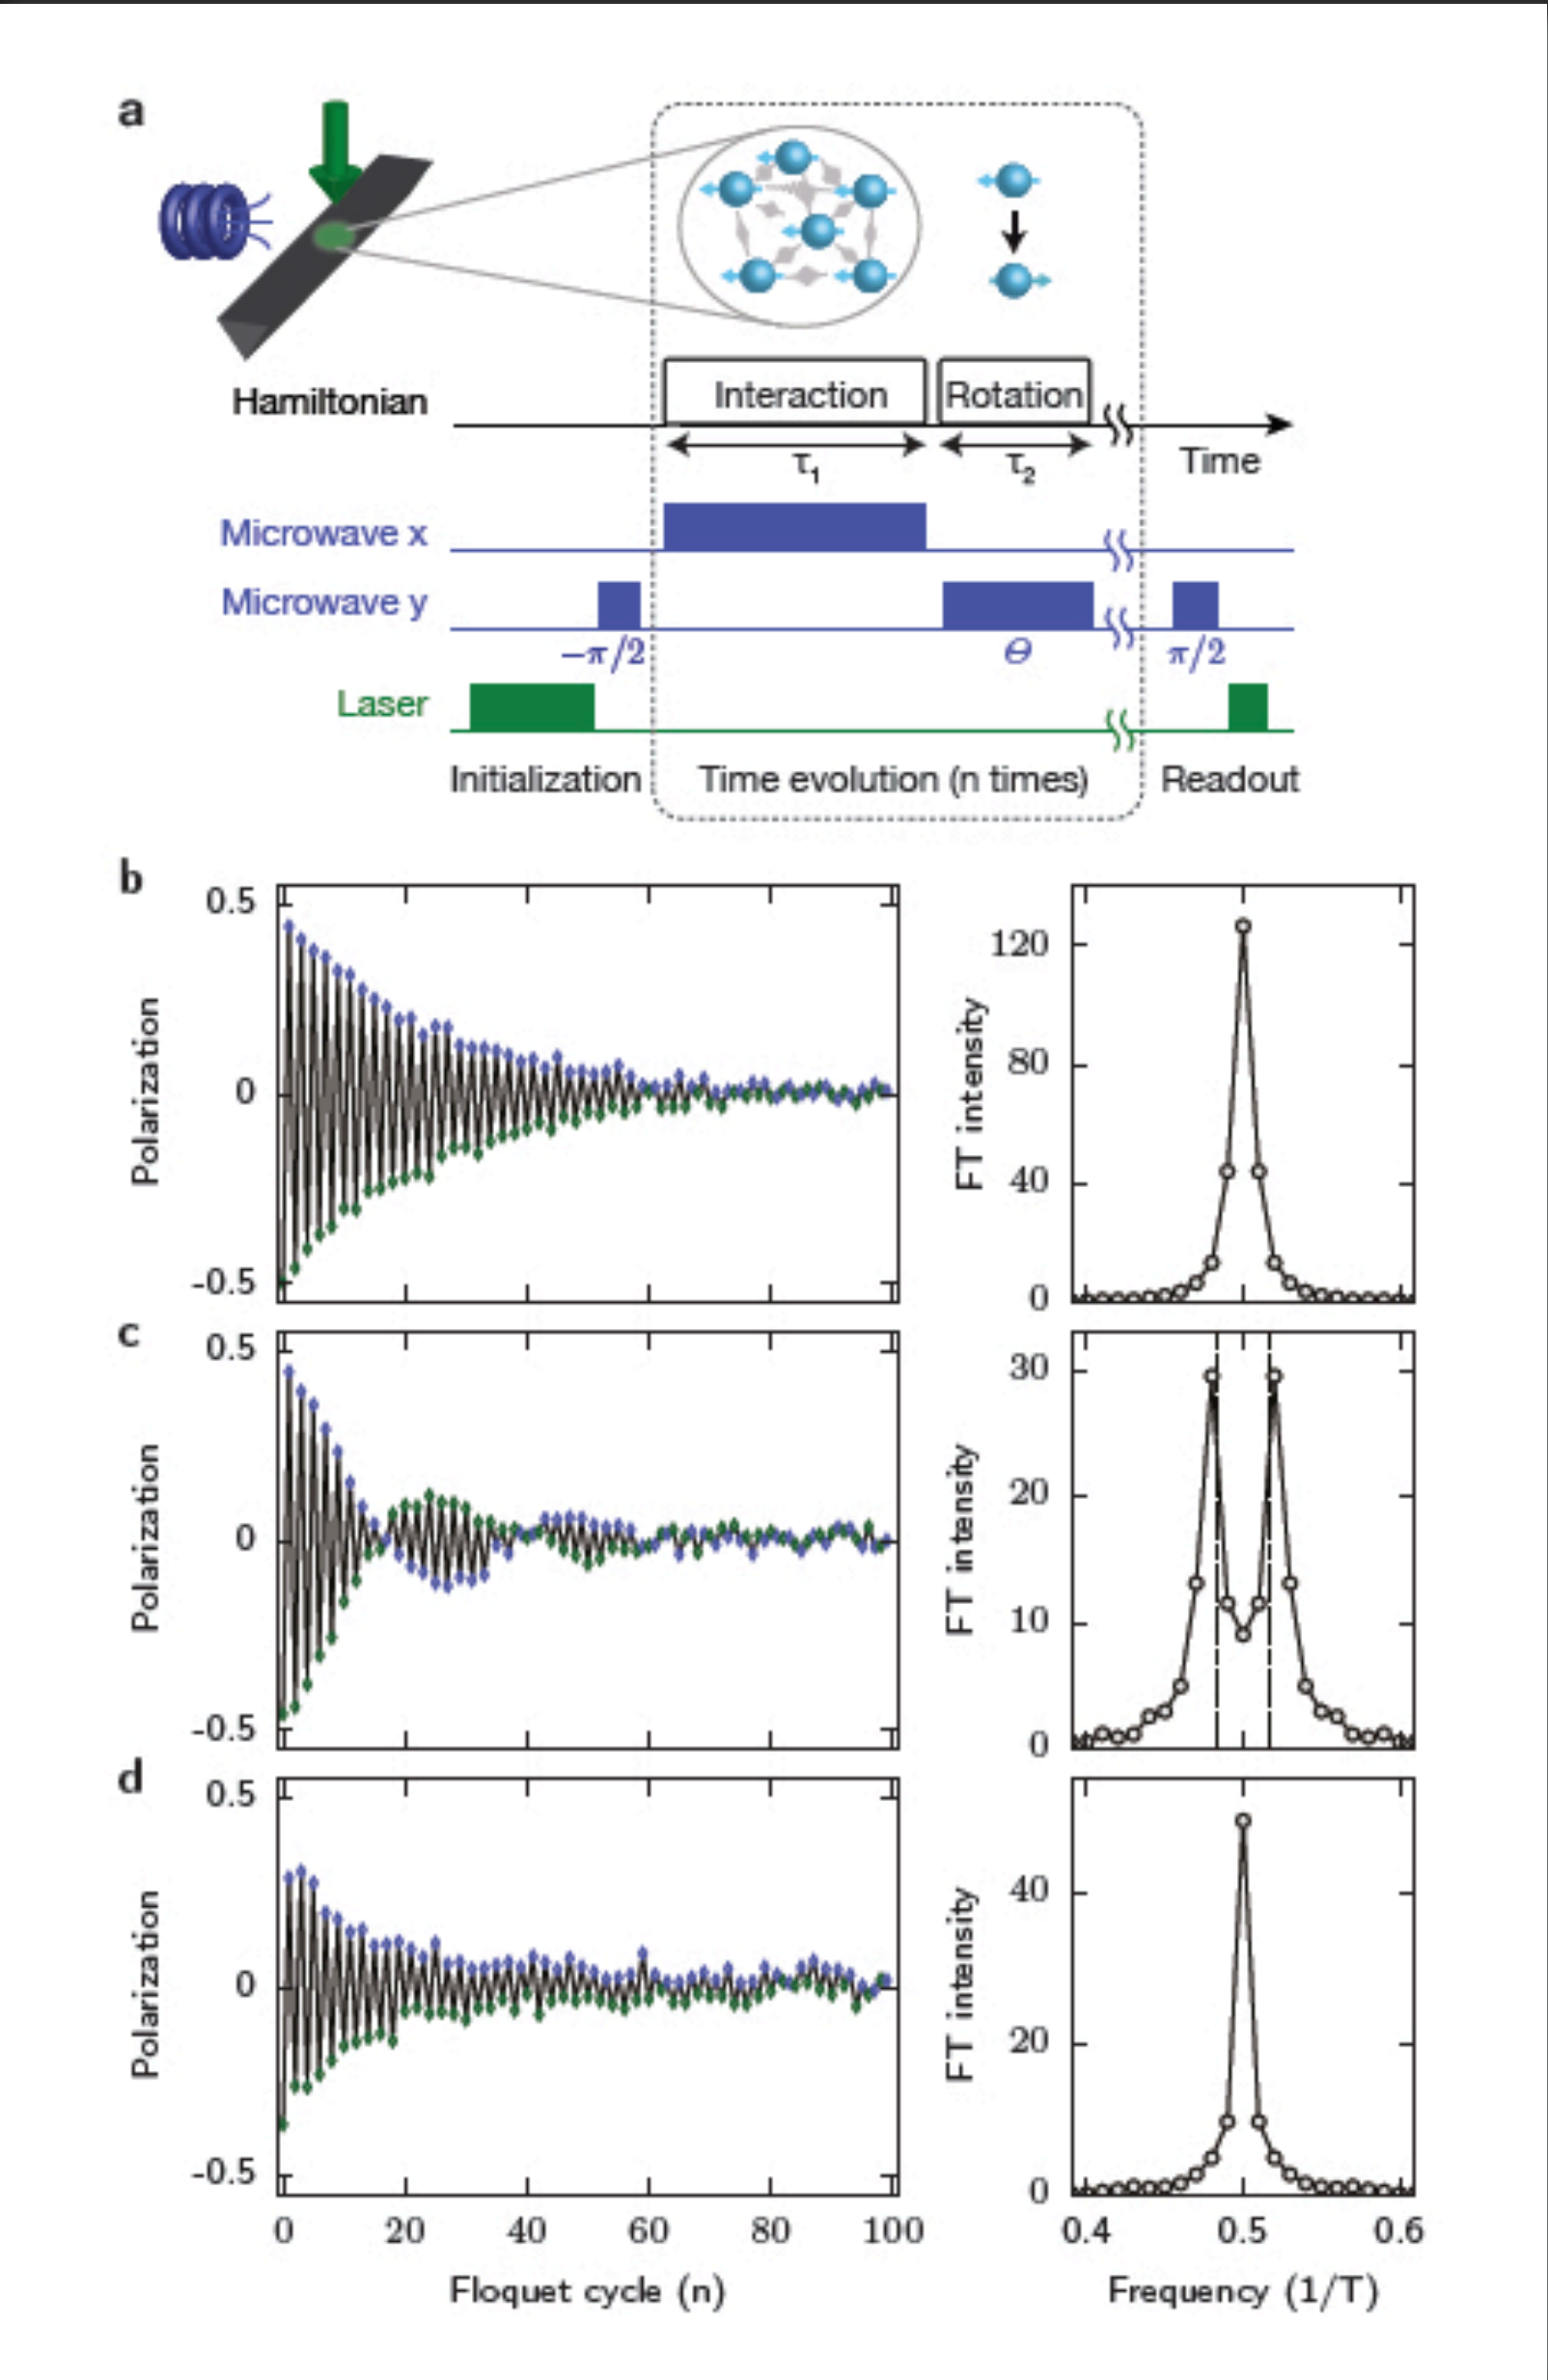 a
Hamiltonian
Interaction
Rotation
τ1
τ2
Time
Microwave x
Microwave y
−π/2
θ
π/2
Laser
Initialization
Time evolution (n times)
Readout
b
0.5
0
-0.5
Polarization
120
80
40
0
FT intensity
c
0.5
0
-0.5
Polarization
30
20
10
0
FT intensity
d
0.5
0
-0.5
Polarization
0 20 40 60 80 100
Floquet cycle (n)
40
20
0
FT intensity
0.4 0.5 0.6
Frequency (1/T)